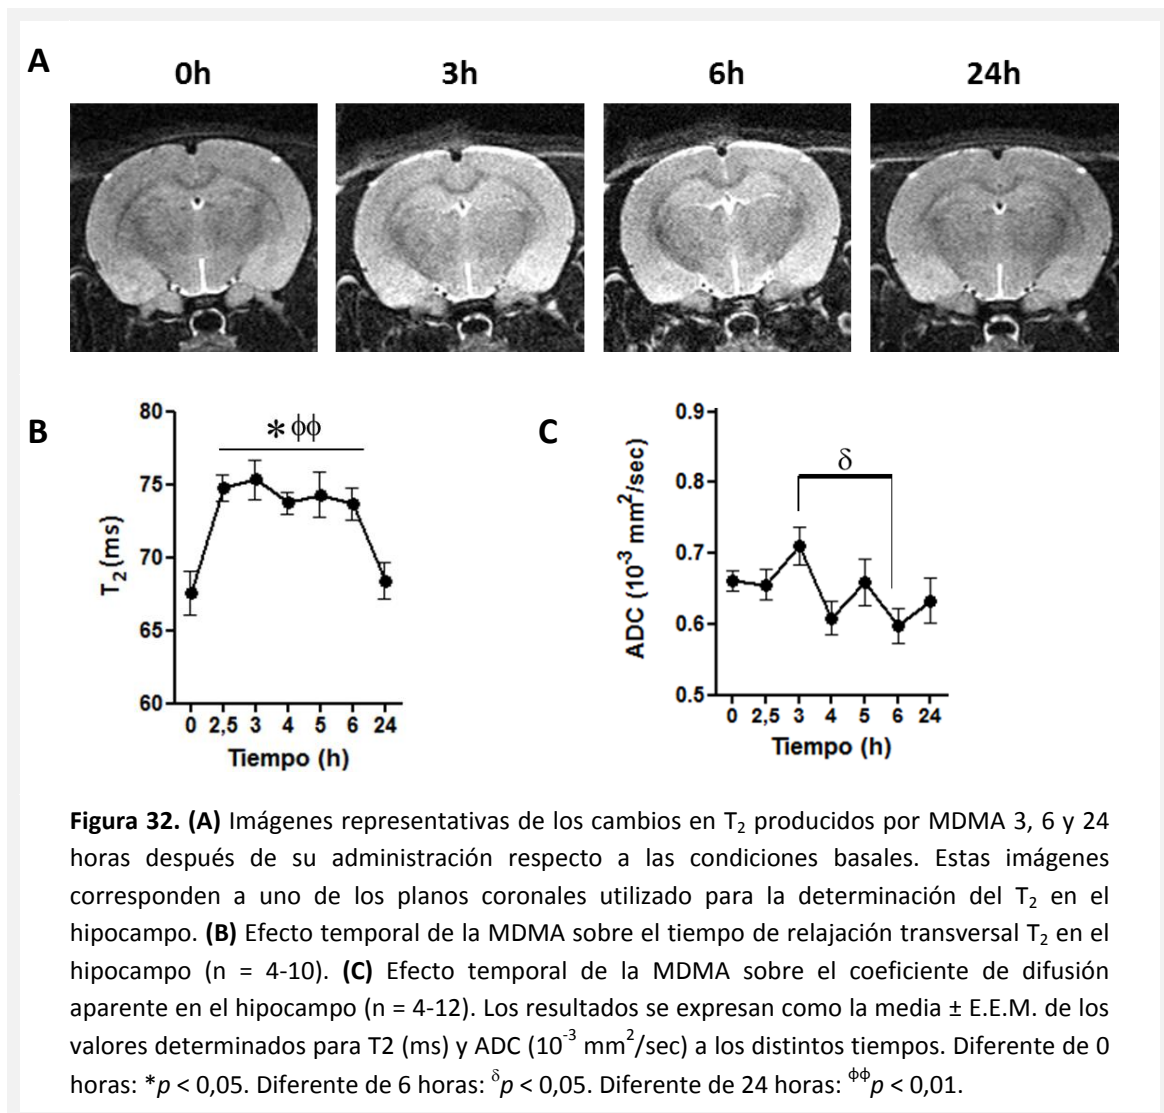 A
0h 3h 6h 24h
B
80
75
70
65
60
T₂(ms)
* ϕϕ
0 2,5 3 4 5 6 24
Tiempo (h)
C
0.9
0.8
0.7
0.6
0.5
ADC (10⁻³ mm²/sec)
δ
0 2,5 3 4 5 6 24
Tiempo (h)
Figura 32. (A) Imágenes representativas de los cambios en T₂ producidos por MDMA 3, 6 y 24
horas después de su administración respecto a las condiciones basales. Estas imágenes
corresponden a uno de los planos coronales utilizado para la determinación del T₂ en el
hipocampo. (B) Efecto temporal de la MDMA sobre el tiempo de relajación transversal T₂ en el
hipocampo (n = 4-10). (C) Efecto temporal de la MDMA sobre el coeficiente de difusión
aparente en el hipocampo (n = 4-12). Los resultados se expresan como la media ± E.E.M. de los
valores determinados para T2 (ms) y ADC (10⁻³ mm²/sec) a los distintos tiempos. Diferente de 0
horas: *p < 0,05. Diferente de 6 horas: ᵟp < 0,05. Diferente de 24 horas: ᶲᶲp < 0,01.